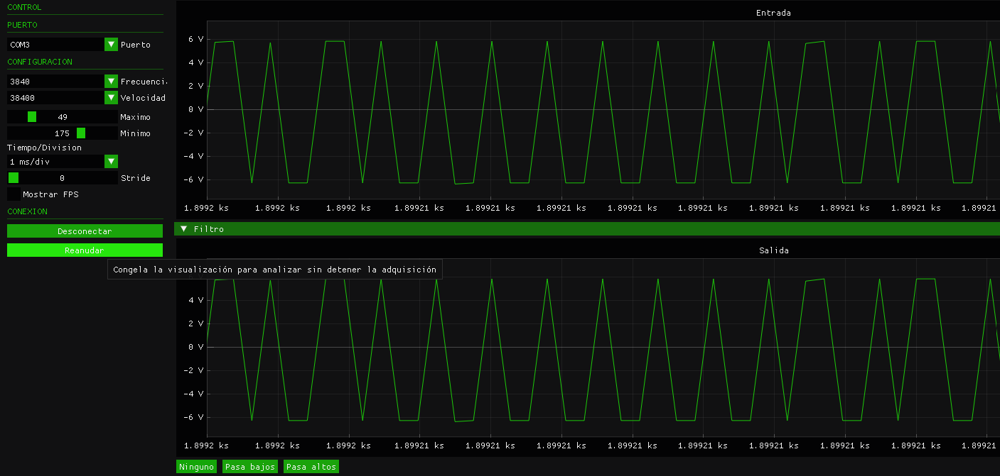 CONTROL
PUERTO
COM3 Puerto
CONFIGURACION
3840 Frecuenci
38400 Velocidad
49 Maximo
175 Minimo
Tiempo/Division
1 ms/div
0 Stride
Mostrar FPS
CONEXION
Desconectar
Reanudar
Congela la visualización para analizar sin detener la adquisición
Entrada
6 V
4 V
2 V
0 V
-2 V
-4 V
-6 V
1.8992 ks 1.8992 ks 1.8992 ks 1.89921 ks 1.89921 ks 1.89921 ks 1.89921 ks 1.89921 ks 1.89921 ks 1.89921 ks 1.89921 ks 1.89921
Filtro
Salida
4 V
2 V
0 V
-2 V
-4 V
-6 V
1.8992 ks 1.8992 ks 1.8992 ks 1.89921 ks 1.89921 ks 1.89921 ks 1.89921 ks 1.89921 ks 1.89921 ks 1.89921 ks 1.89921 ks 1.89921
Ninguno Pasa bajos Pasa altos